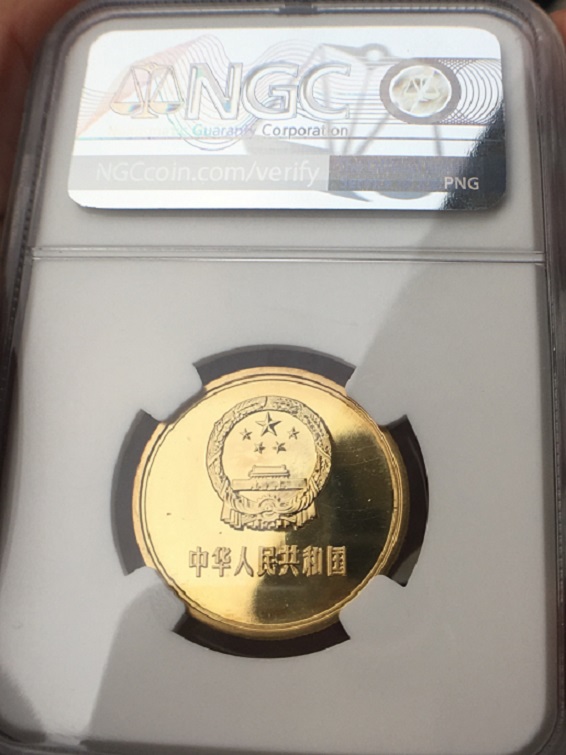 NGC
Guaranty Corporation
NGCcoin.com/verify
PNG
中华人民共和国